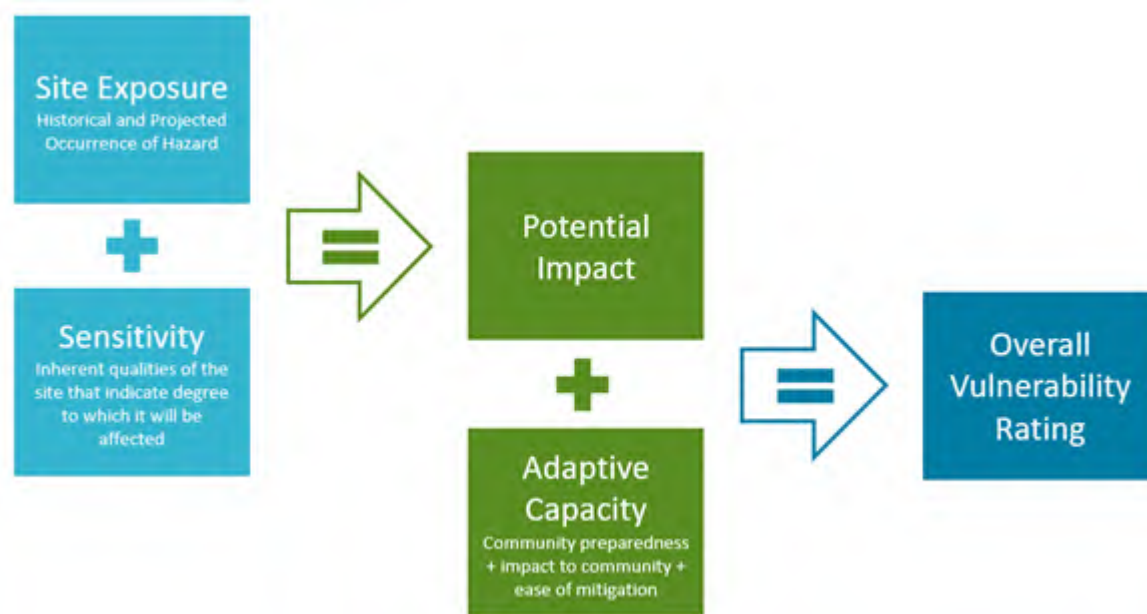 Site Exposure
Historical and Projected
Occurrence of Hazard
Sensitivity
Inherent qualities of the
site that indicate degree
to which it will be
affected
Potential
Impact
Adaptive
Capacity
Community preparedness
+ impact to community +
ease of mitigation
Overall
Vulnerability
Rating